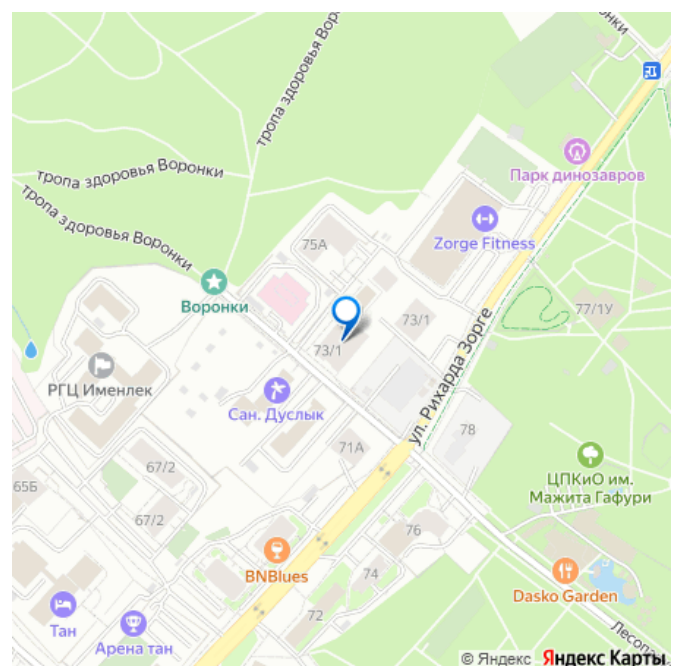 тропа здоровья Вороне
нки
Парк динозавров
тропа здоровья Воронки
тропа здоровья Воронки
Zorge Fitness
75А
Воронки
77/1У
73/1
73/1
ул. Рихарда Зорге
РГЦ Именлек
Сан. Дуслык
78
71А
67/2
ЦПКиО им.
Мажита Гафури
65Б
67/2
76
BNBlues
74
Dasko Garden
72
Тан
Арена тан
Лесопа
© Яндекс Яндекс Карты